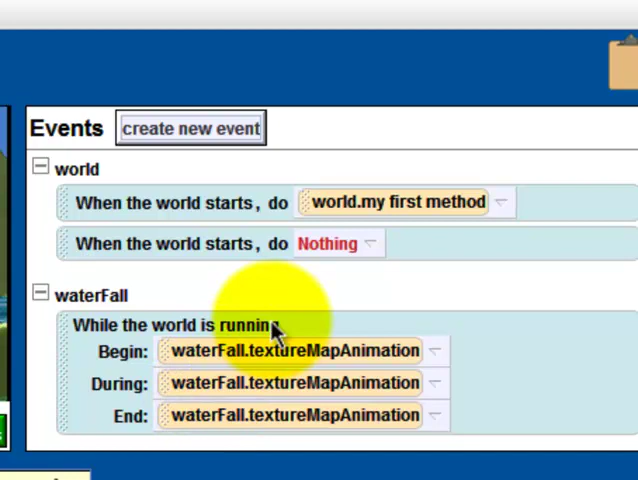 Events create new event
world
When the world starts, do world.my first method
When the world starts, do Nothing
waterFall
While the world is running
Begin: waterFall.textureMapAnimation
During: waterFall.textureMapAnimation
End: waterFall.textureMapAnimation